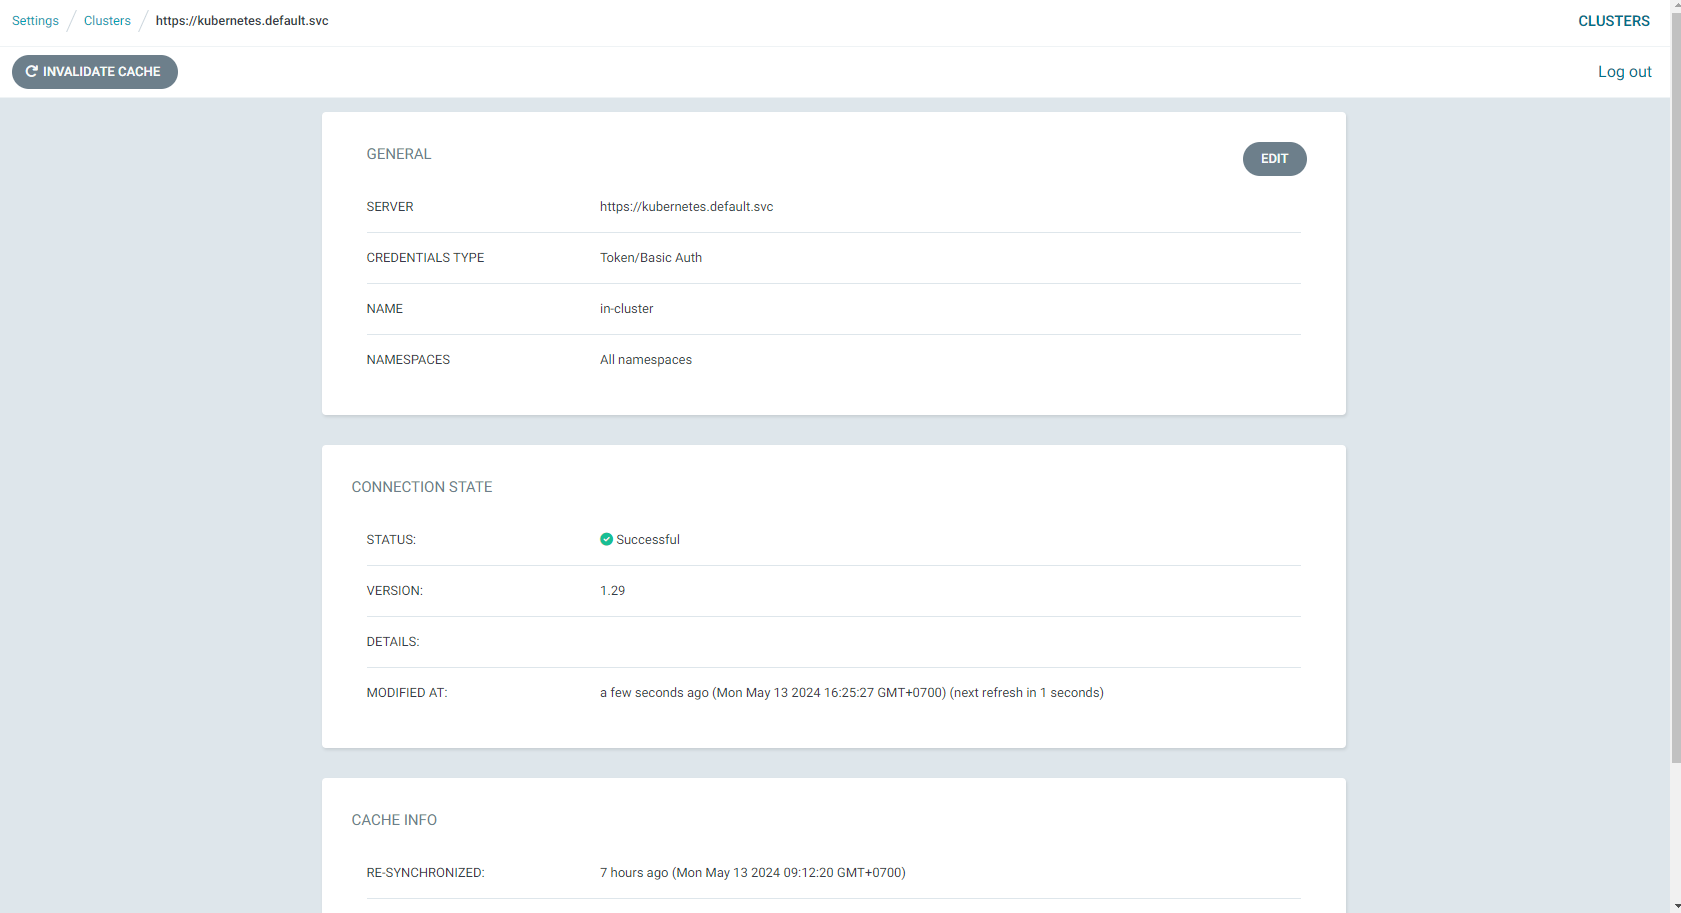 Settings / Clusters / https://kubernetes.default.svc CLUSTERS
INVALIDATE CACHE Log out
GENERAL EDIT
SERVER https://kubernetes.default.svc
CREDENTIALS TYPE Token/Basic Auth
NAME in-cluster
NAMESPACES All namespaces
CONNECTION STATE
STATUS: Successful
VERSION: 1.29
DETAILS:
MODIFIED AT: a few seconds ago (Mon May 13 2024 16:25:27 GMT+0700) (next refresh in 1 seconds)
CACHE INFO
RE-SYNCHRONIZED: 7 hours ago (Mon May 13 2024 09:12:20 GMT+0700)